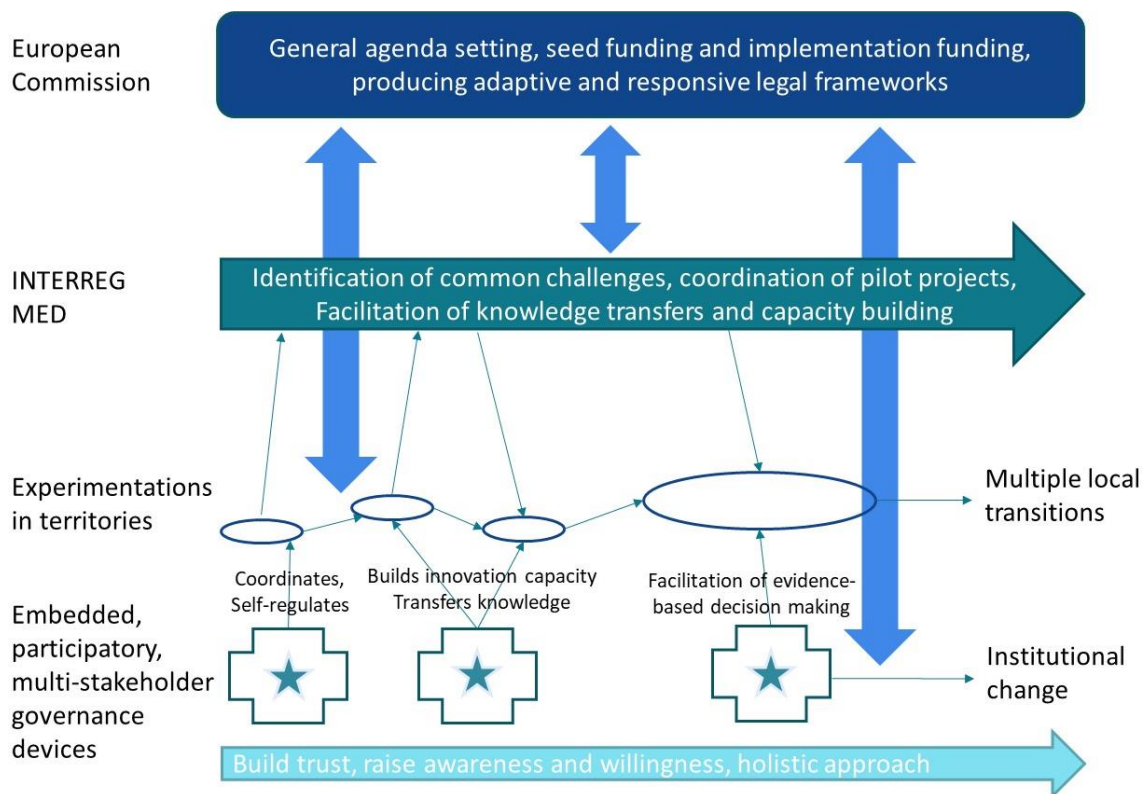 European
Commission
General agenda setting, seed funding and implementation funding,
producing adaptive and responsive legal frameworks
INTERREG
MED
Identification of common challenges, coordination of pilot projects,
Facilitation of knowledge transfers and capacity building
Experimentations
in territories
Multiple local
transitions
Coordinates,
Self-regulates
Builds innovation capacity
Transfers knowledge
Facilitation of evidence-
based decision making
Embedded,
participatory,
multi-stakeholder
governance
devices
Institutional
change
Build trust, raise awareness and willingness, holistic approach